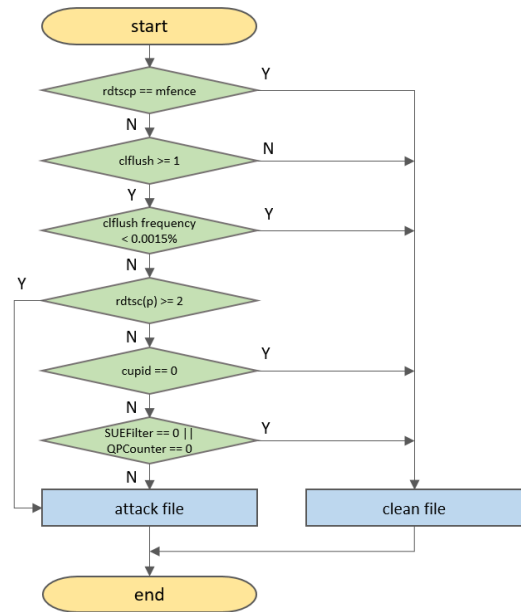 start
rdtscp == mfence
Y
N
clflush >= 1
N
Y
clflush frequency
< 0.0015%
Y
N
Y
rdtsc(p) >= 2
N
cupid == 0
Y
N
SUEFilter == 0 ||
QPCounter == 0
Y
N
attack file
clean file
end